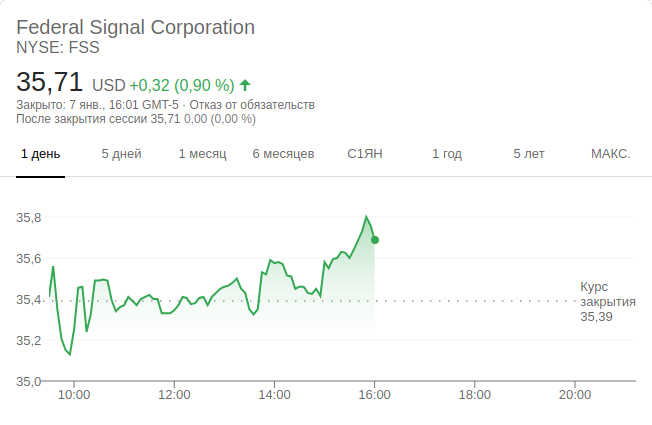 Federal Signal Corporation
NYSE: FSS
35,71 USD +0,32 (0,90 %)
Закрыто: 7 янв., 16:01 GMT-5 · Отказ от обязательств
После закрытия сессии 35,71 0,00 (0,00 %)
1 день 5 дней 1 месяц 6 месяцев С1ЯН 1 год 5 лет МАКС.
35,8
35,6
35,4
35,2
35,0
Курс
закрытия
35,39
10:00 12:00 14:00 16:00 18:00 20:00